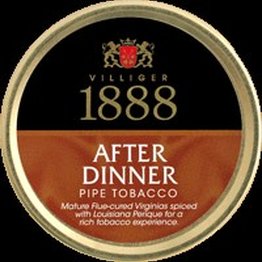 VILLIGER
1888
AFTER
DINNER
PIPE TOBACCO
Mature Flue-cured Virginias spiced
with Louisiana Perique for a
rich tobacco experience.